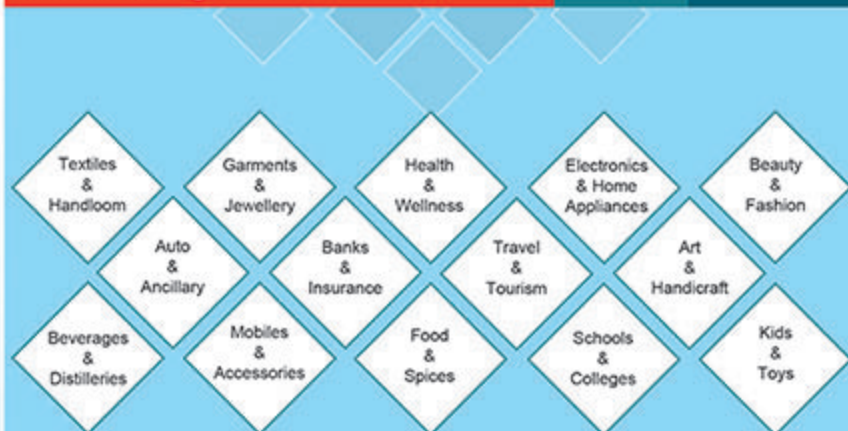 Textiles
&
Handloom
Garments
&
Jewellery
Health
&
Wellness
Electronics
& Home
Appliances
Beauty
&
Fashion
Auto
&
Ancillary
Banks
&
Insurance
Travel
&
Tourism
Art
&
Handicraft
Beverages
&
Distilleries
Mobiles
&
Accessories
Food
&
Spices
Schools
&
Colleges
Kids
&
Toys